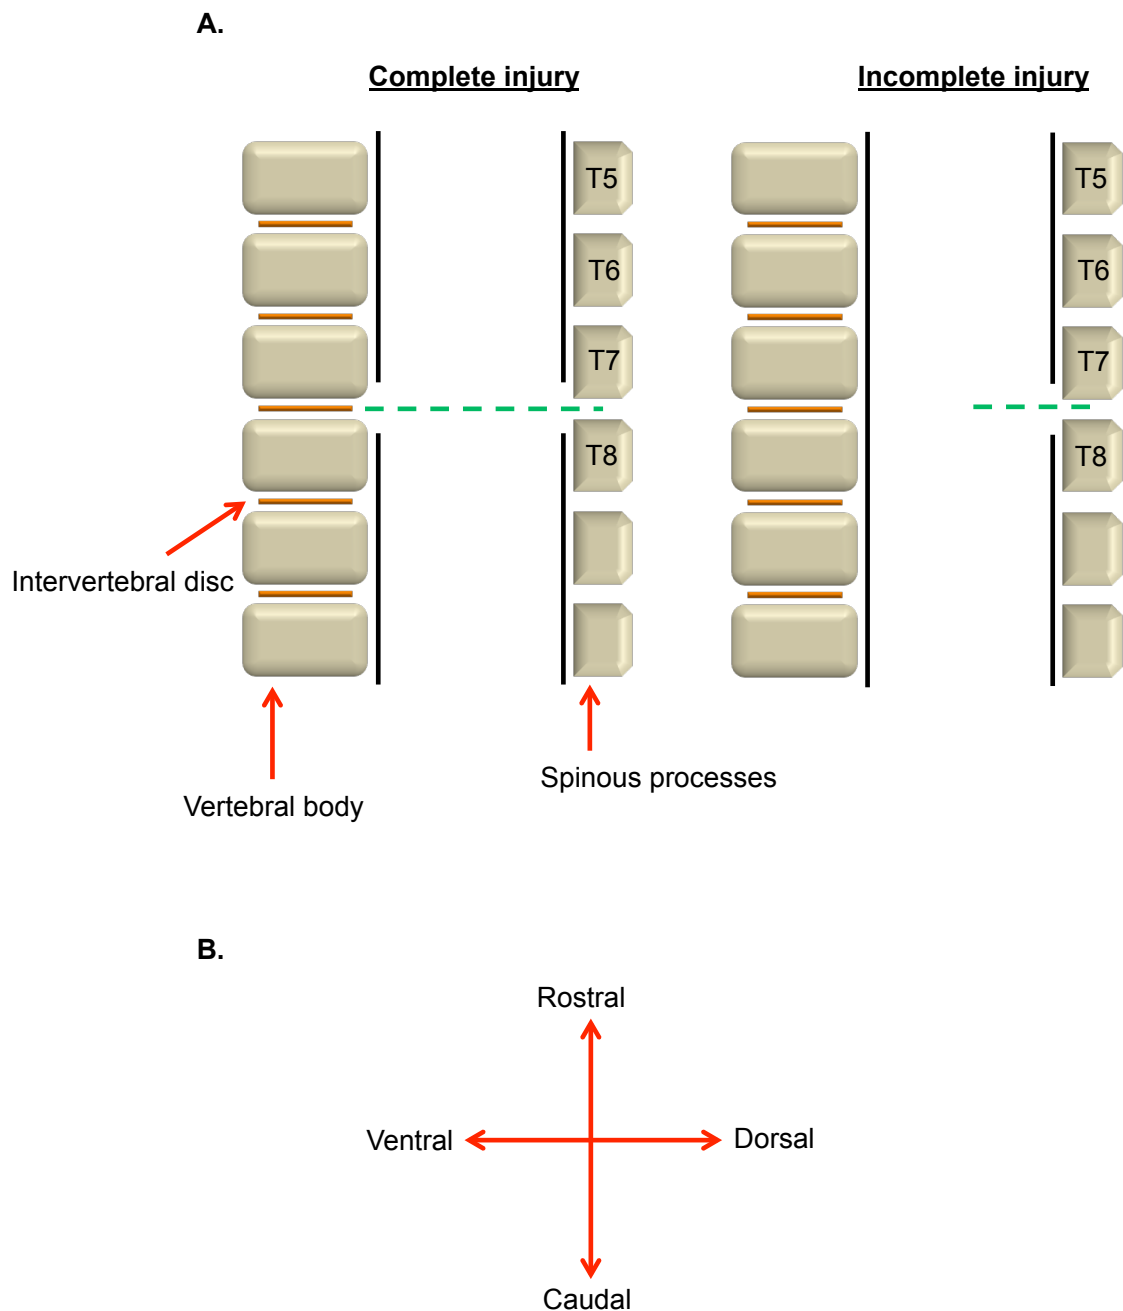 A.
Complete injury
Incomplete injury
T5
T5
T6
T6
T7
T7
T8
T8
Intervertebral disc
Spinous processes
Vertebral body
B.
Rostral
Ventral
Dorsal
Caudal